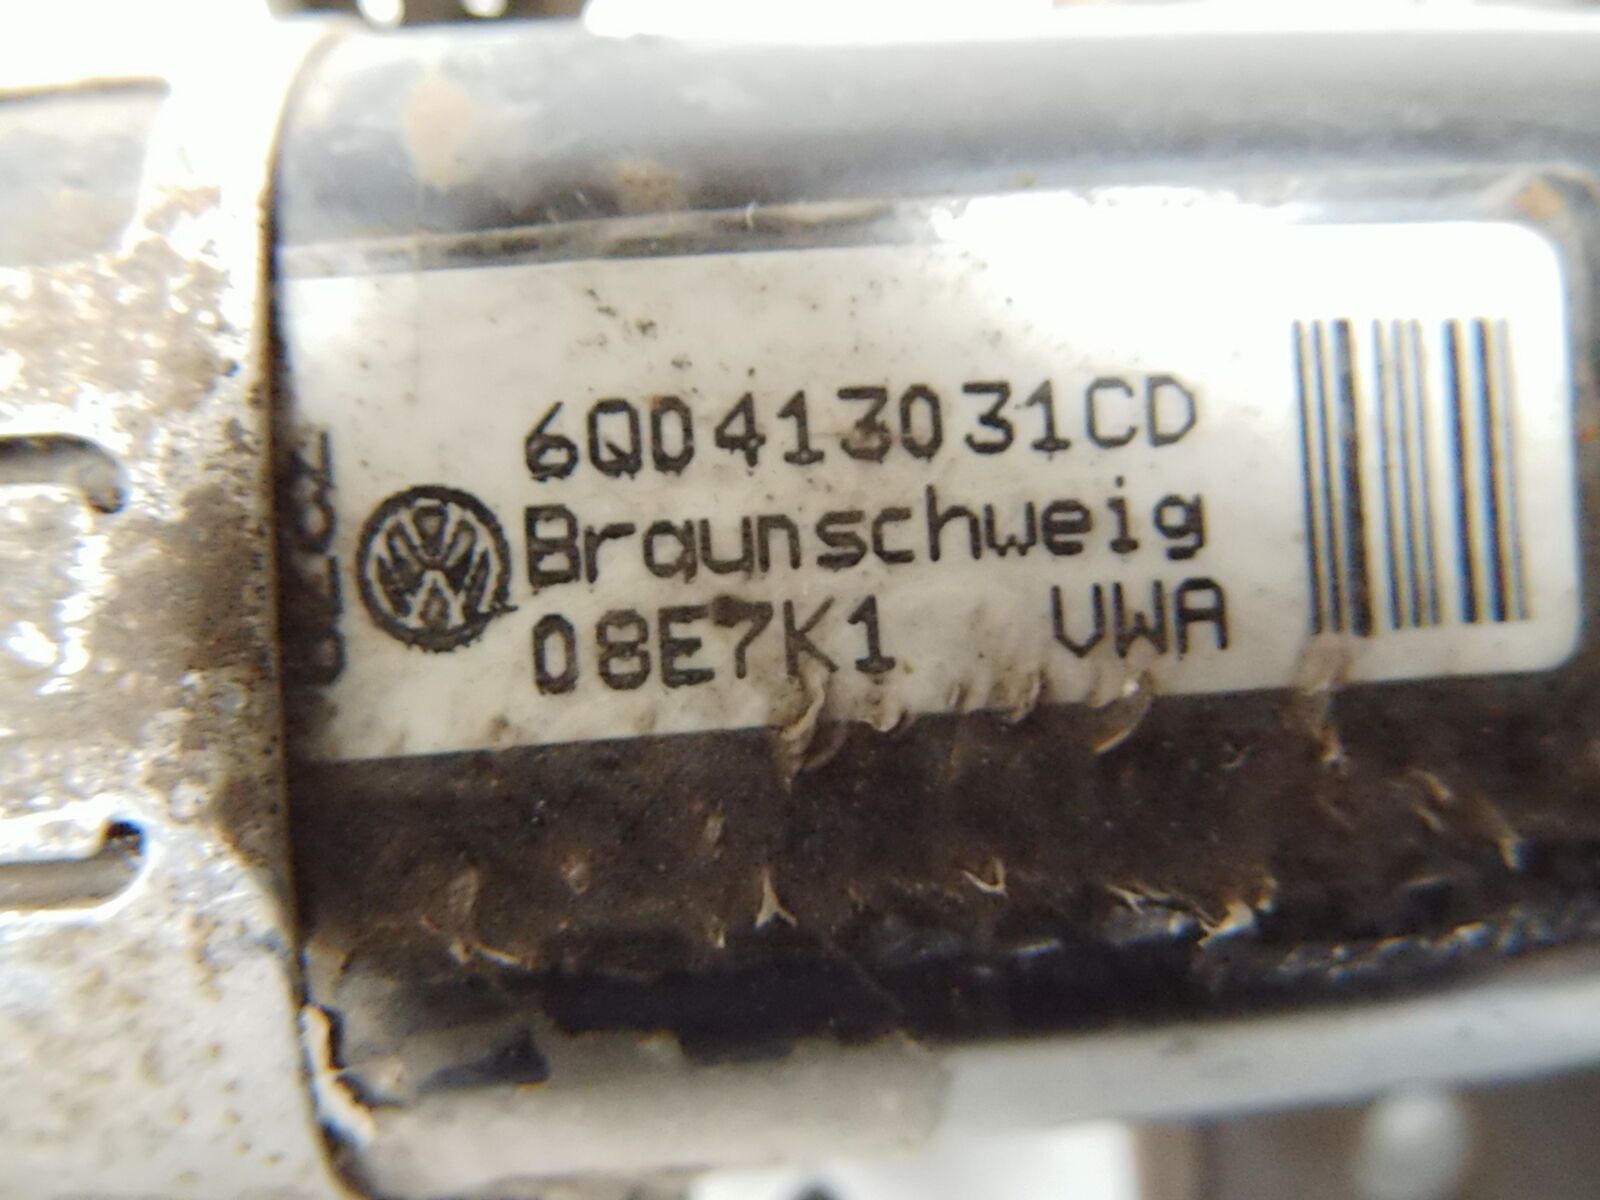 6Q0413031CD
Braunschweig
08E7K1 VWA